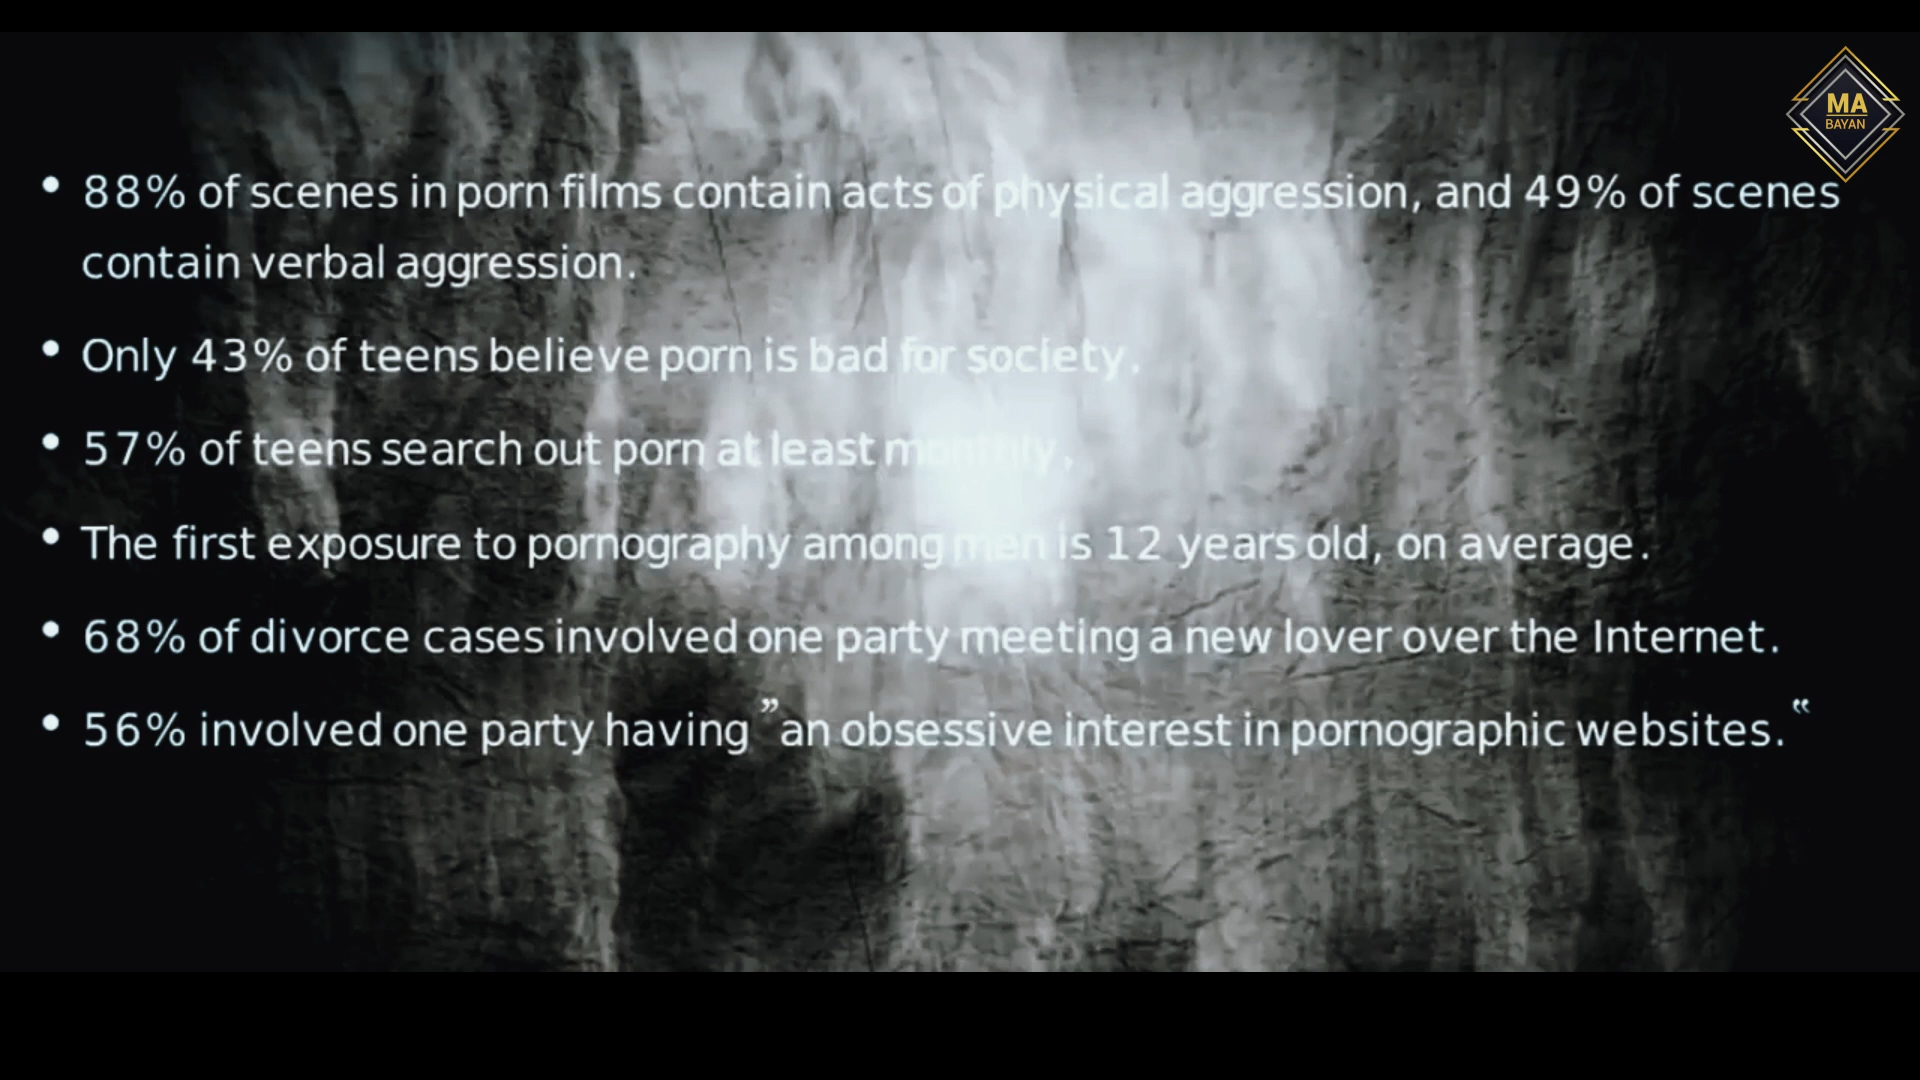 MA
BAYAN
• 88% of scenes in porn films contain acts of physical aggression, and 49% of scenes
contain verbal aggression.
• Only 43% of teens believe porn is bad for society.
• 57% of teens search out porn at least monthly.
• The first exposure to pornography among men is 12 years old, on average.
• 68% of divorce cases involved one party meeting a new lover over the Internet.
• 56% involved one party having ”an obsessive interest in pornographic websites.“